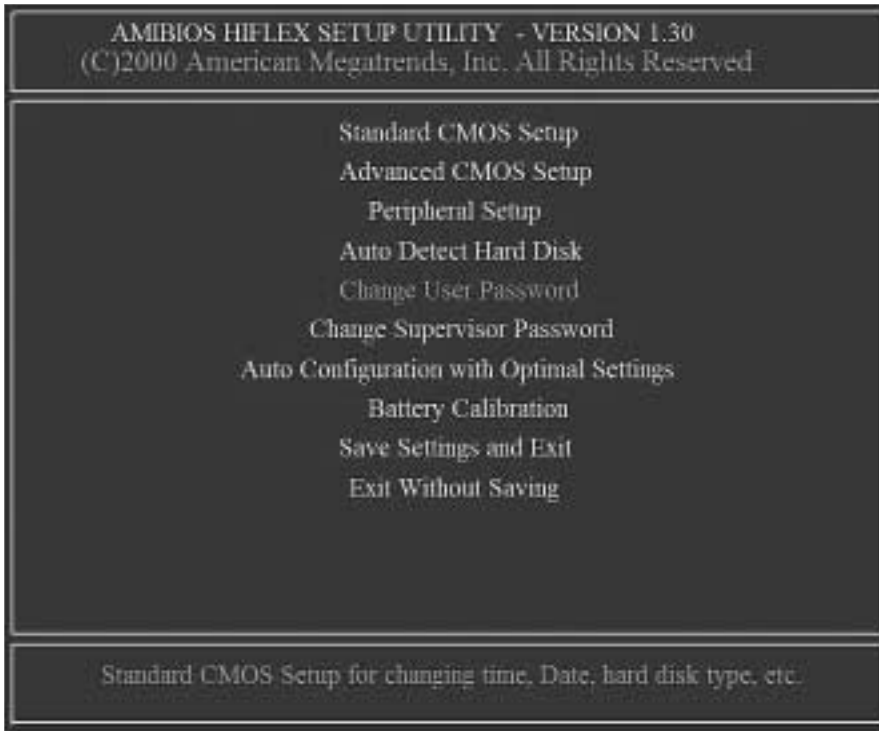 AMIBIOS HIFLEX SETUP UTILITY - VERSION 1.30
(C)2000 American Megatrends, Inc. All Rights Reserved
Standard CMOS Setup
Advanced CMOS Setup
Peripheral Setup
Auto Detect Hard Disk
Change User Password
Change Supervisor Password
Auto Configuration with Optimal Settings
Battery Calibration
Save Settings and Exit
Exit Without Saving
Standard CMOS Setup for changing time, Date, hard disk type, etc.